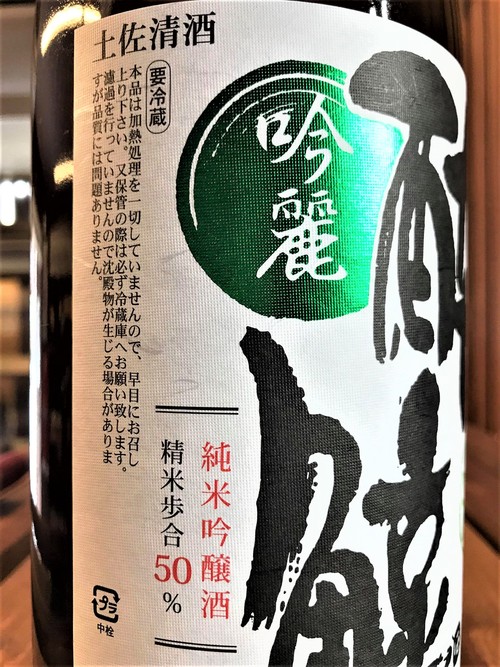 土佐清酒
吟麗
要冷蔵
本品は加熱処理を一切していませんので、早目にお召し
上り下さい。又保管の際は必ず冷蔵庫へお願い致します。
濾過を行っていませんので沈殿物が生じる場合がありま
すが品質には問題ありません。
純米吟醸酒
精米歩合50%
プラ
中栓